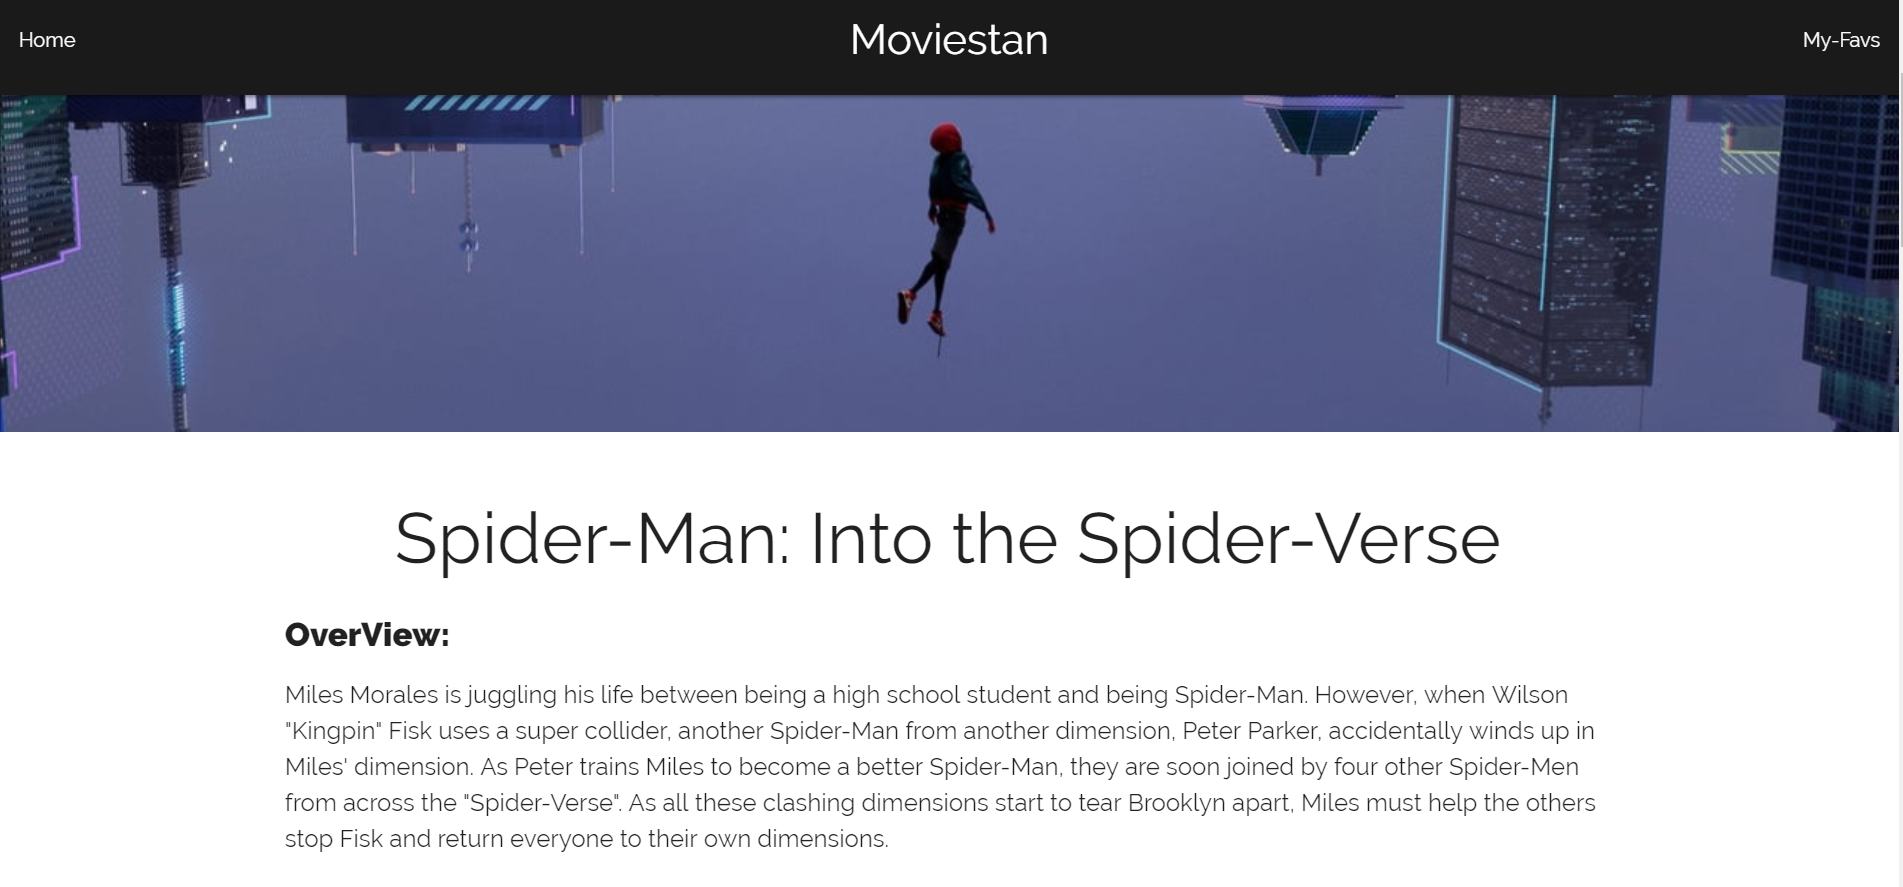 Home
Moviestan
My-Favs
Spider-Man: Into the Spider-Verse
OverView:
Miles Morales is juggling his life between being a high school student and being Spider-Man. However, when Wilson
"Kingpin" Fisk uses a super collider, another Spider-Man from another dimension, Peter Parker, accidentally winds up in
Miles' dimension. As Peter trains Miles to become a better Spider-Man, they are soon joined by four other Spider-Men
from across the "Spider-Verse". As all these clashing dimensions start to tear Brooklyn apart, Miles must help the others
stop Fisk and return everyone to their own dimensions.